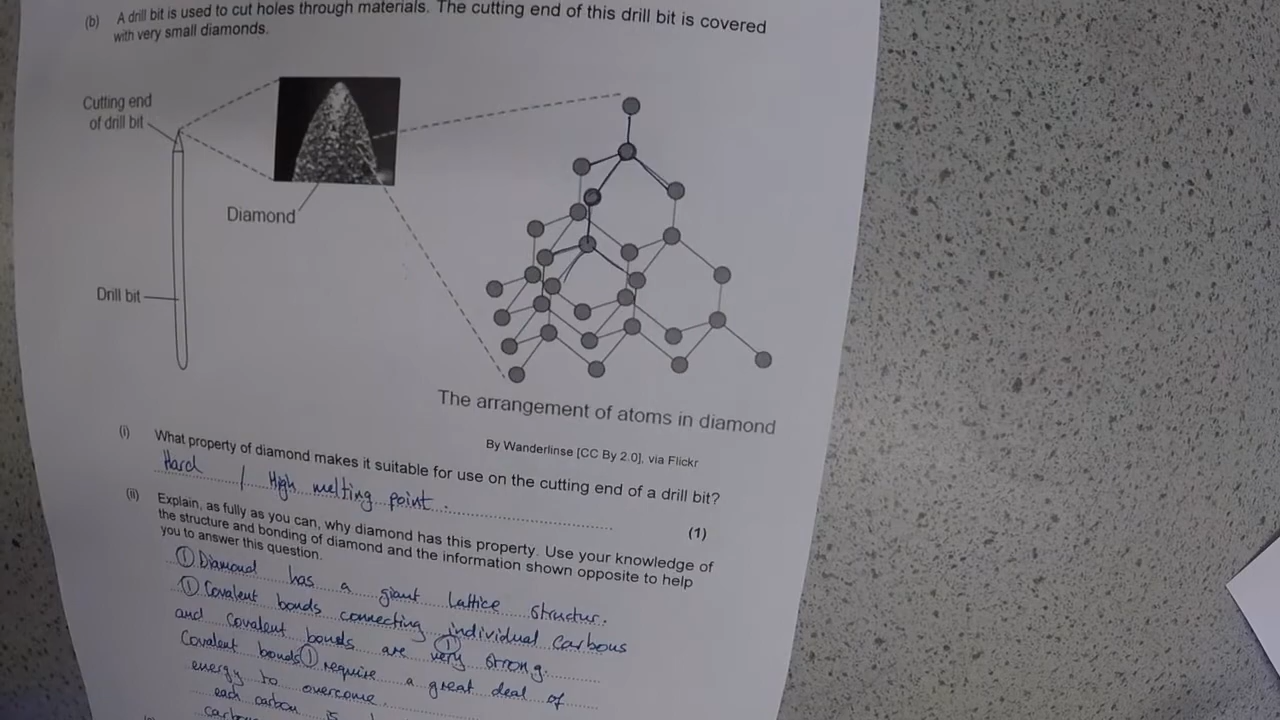 (b) A drill bit is used to cut holes through materials. The cutting end of this drill bit is covered
with very small diamonds.
Cutting end
of drill bit
Diamond
Drill bit
The arrangement of atoms in diamond
By Wanderlinse [CC By 2.0], via Flickr
(i) What property of diamond makes it suitable for use on the cutting end of a drill bit?
Hard / High melting point.
(1)
(ii) Explain, as fully as you can, why diamond has this property. Use your knowledge of
the structure and bonding of diamond and the information shown opposite to help
you to answer this question.
① Diamond has a giant lattice structur.
① Covalent bonds connecting individual carbons
and covalent bonds are very ① strong.
Covalent bonds ① require a great deal of
energy to overcome.
each carbon is